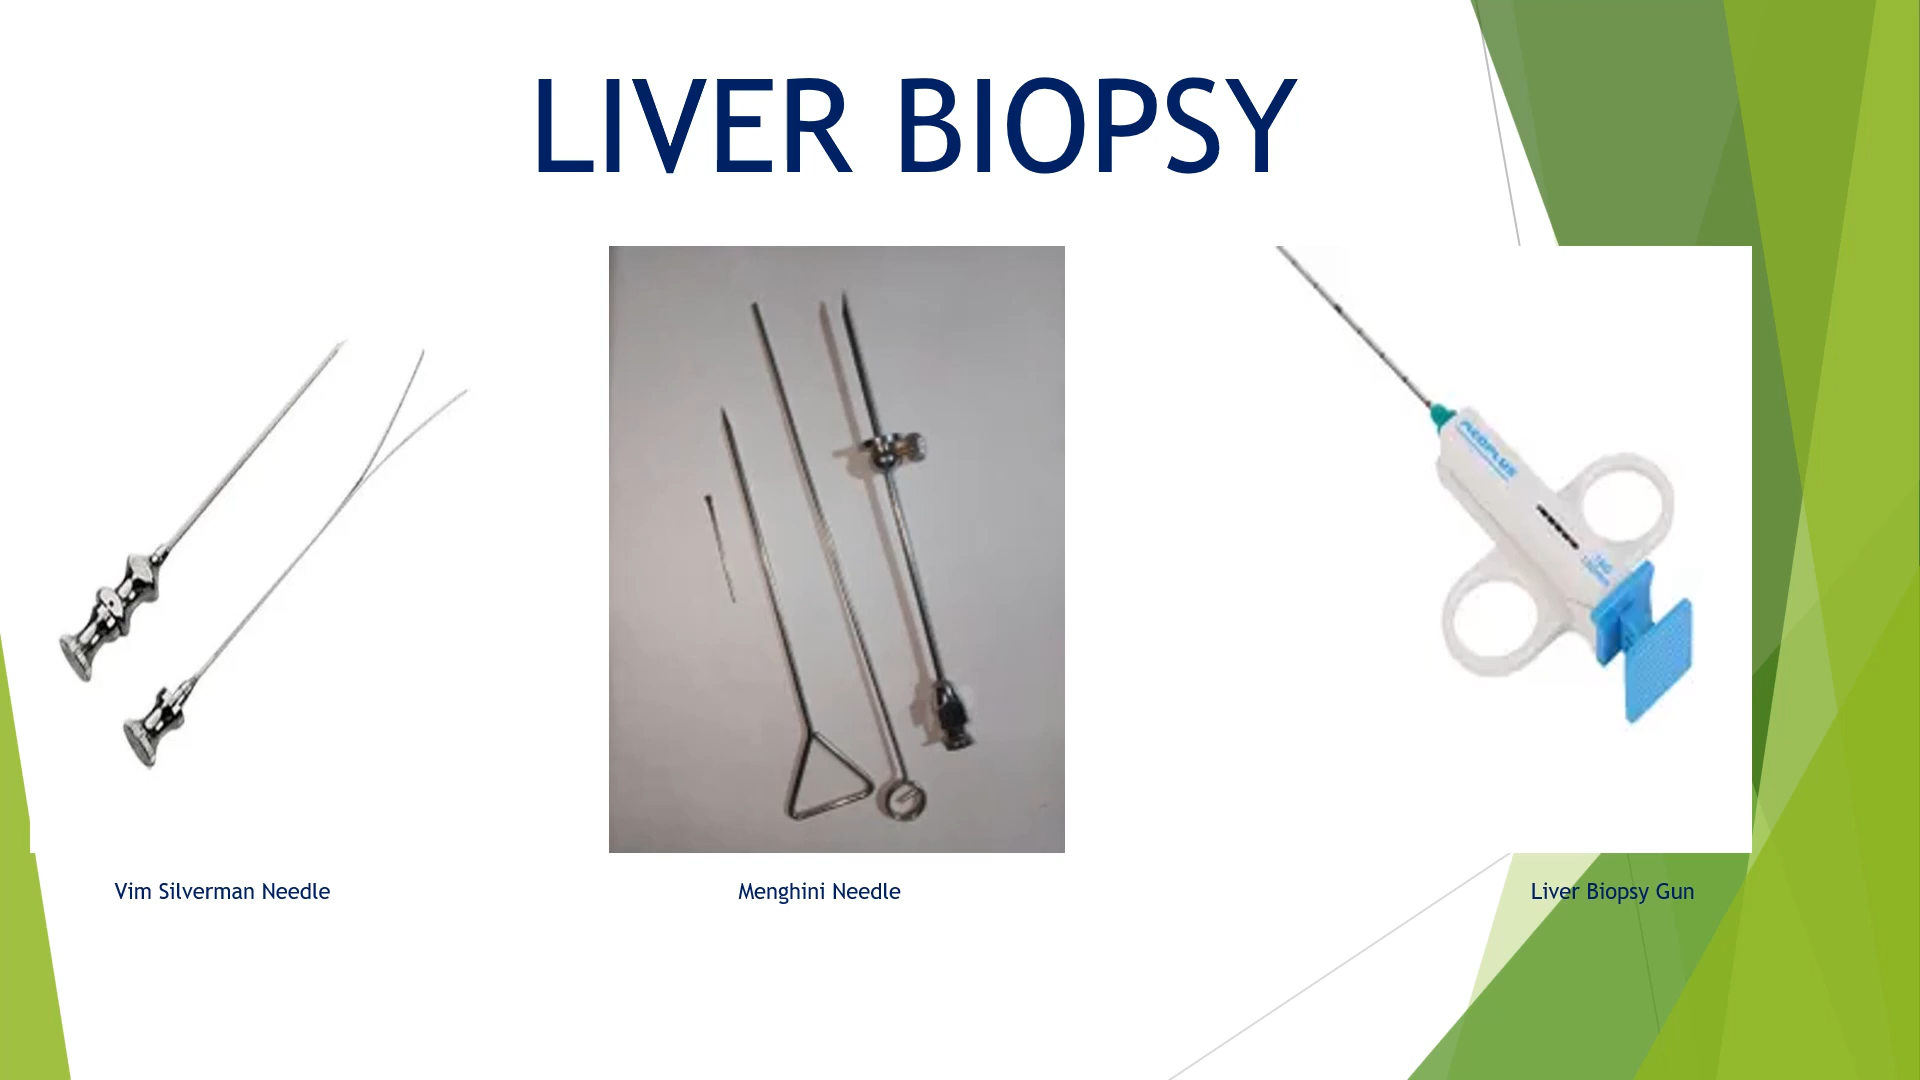 LIVER BIOPSY
Vim Silverman Needle
Menghini Needle
Liver Biopsy Gun